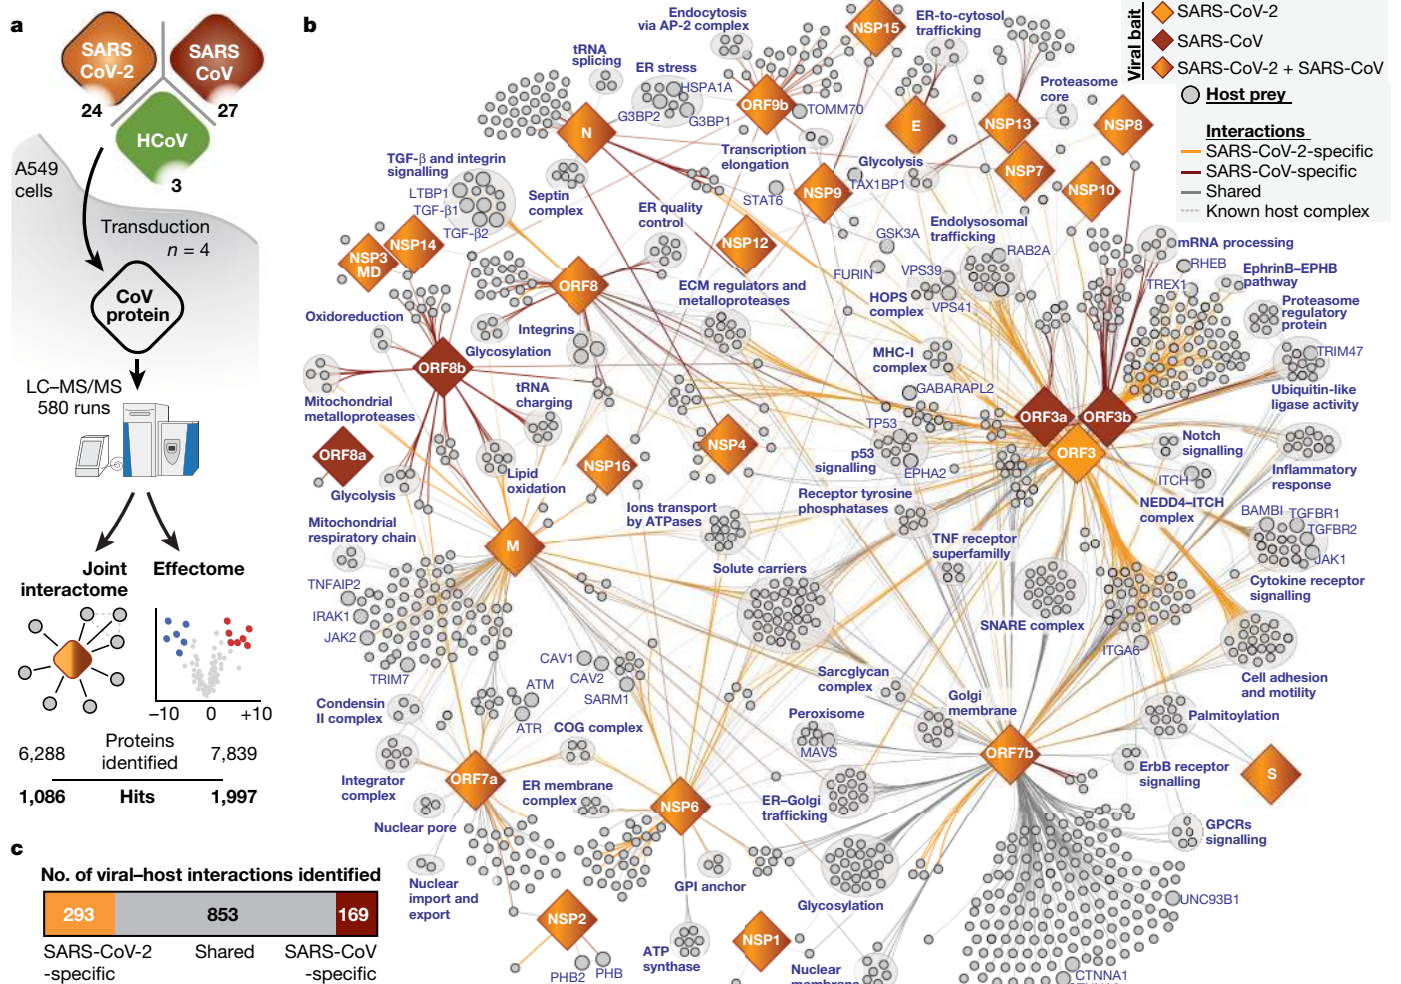 a
SARS
CoV-2
SARS
CoV
24
27
HCoV
3
A549
cells
Transduction
n = 4
CoV
protein
LC–MS/MS
580 runs
Joint
interactome
Effectome
−10
0
+10
6,288
Proteins
identified
7,839
1,086
Hits
1,997
c
No. of viral–host interactions identified
293
853
169
SARS-CoV-2
-specific
Shared
SARS-CoV
-specific
b
Endocytosis
via AP-2 complex
NSP15
ER-to-cytosol
trafficking
tRNA
splicing
ER stress
HSPA1A
G3BP2
G3BP1
ORF9b
TOMM70
N
E
NSP13
Proteasome
core
NSP8
Transcription
elongation
Glycolysis
TAX1BP1
NSP7
NSP10
NSP9
STAT6
TGF-β and integrin
signalling
LTBP1
TGF-β1
TGF-β2
Septin
complex
ER quality
control
NSP14
NSP3
MD
NSP12
GSK3A
Endolysosomal
trafficking
RAB2A
FURIN
VPS39
HOPS
complex
VPS41
mRNA processing
RHEB
TREX1
EphrinB–EPHB
pathway
Proteasome
regulatory
protein
ORF8
ECM regulators and
metalloproteases
Oxidoreduction
Integrins
Glycosylation
MHC-I
complex
TRIM47
Ubiquitin-like
ligase activity
ORF8b
Mitochondrial
metalloproteases
tRNA
charging
GABARAPL2
ORF3a
ORF3b
TP53
p53
signalling
EPHA2
ORF3
Notch
signalling
ITCH
NEDD4–ITCH
complex
Inflammatory
response
ORF8a
NSP16
NSP4
Glycolysis
Lipid
oxidation
Receptor tyrosine
phosphatases
Ions transport
by ATPases
BAMBI
TGFBR1
TGFBR2
JAK1
Cytokine receptor
signalling
Mitochondrial
respiratory chain
M
TNF receptor
superfamilly
TNFAIP2
IRAK1
JAK2
TRIM7
Solute carriers
SNARE complex
ITGA6
CAV1
CAV2
SARM1
Sarcglycan
complex
Cell adhesion
and motility
Condensin
II complex
ATM
ATR
COG complex
Peroxisome
MAVS
Golgi
membrane
Palmitoylation
Integrator
complex
ORF7a
ER membrane
complex
NSP6
ER–Golgi
trafficking
ORF7b
ErbB receptor
signalling
S
Nuclear pore
GPCRs
signalling
Nuclear
import and
export
GPI anchor
Glycosylation
UNC93B1
NSP2
PHB2
PHB
ATP
synthase
NSP1
Nuclear
membrane
CTNNA1
Viral bait
SARS-CoV-2
SARS-CoV
SARS-CoV-2 + SARS-CoV
Host prey
Interactions
SARS-CoV-2-specific
SARS-CoV-specific
Shared
Known host complex